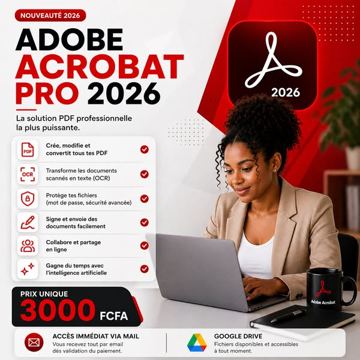 NOUVEAUTÉ 2026
ADOBE
ACROBAT
PRO 2026
La solution PDF professionnelle
la plus puissante.
2026
PDF
Crée, modifie et
convertit tous tes PDF
OCR
Transforme les documents
scannés en texte (OCR)
Protège tes fichiers
(mot de passe, sécurité avancée)
Signe et envoie des
documents facilement
Collabore et partage
en ligne
Gagne du temps avec
l'intelligence artificielle
Adobe Acrobat
PRIX UNIQUE
3000 FCFA
ACCÈS IMMÉDIAT VIA MAIL
Vous recevez tout par email
dès validation du paiement.
GOOGLE DRIVE
Fichiers disponibles et accessibles
à tout moment.